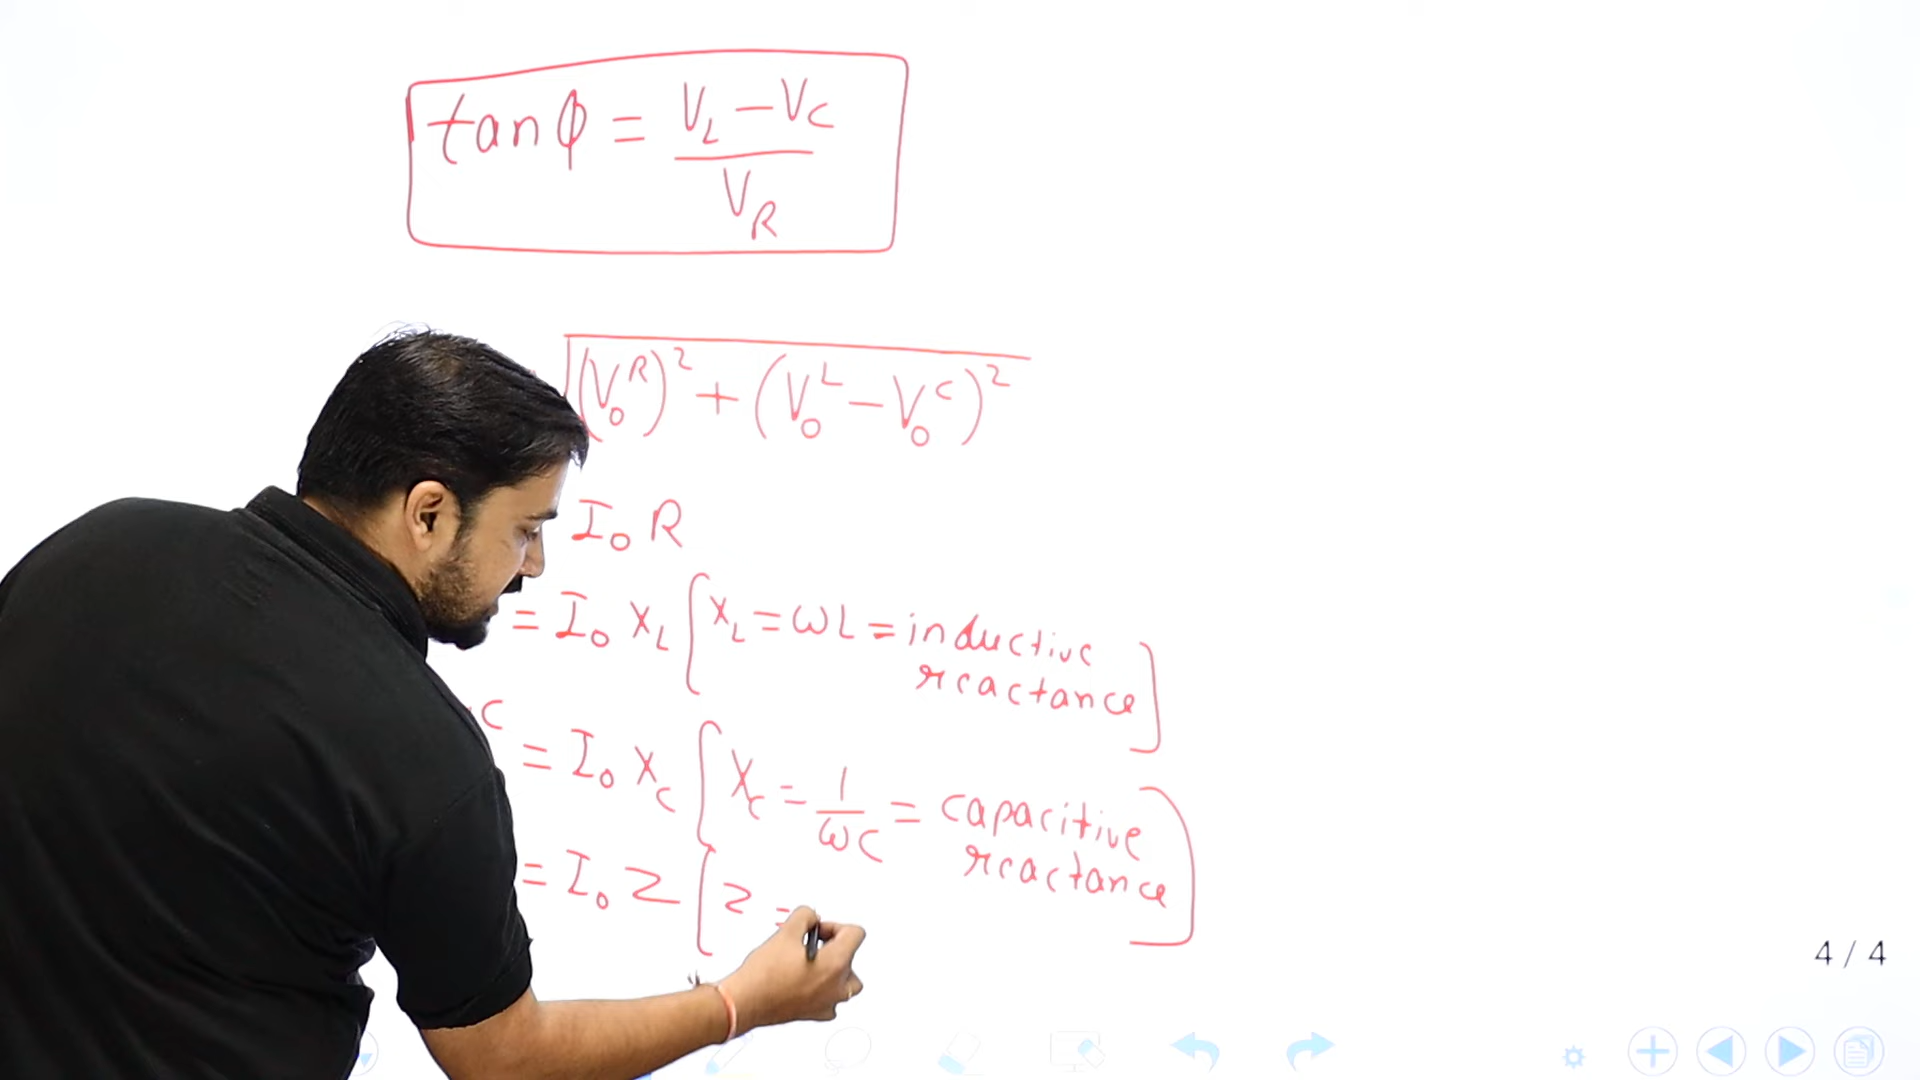 tan φ = (V_L - V_C) / V_R
√((V_0^R)^2 + (V_0^L - V_0^C)^2)
I_0 R
= I_0 X_L [X_L = ωL = inductive
reactance]
C = I_0 X_C [X_C = 1/ωC = capacitive
reactance]
= I_0 Z [Z =
4 / 4